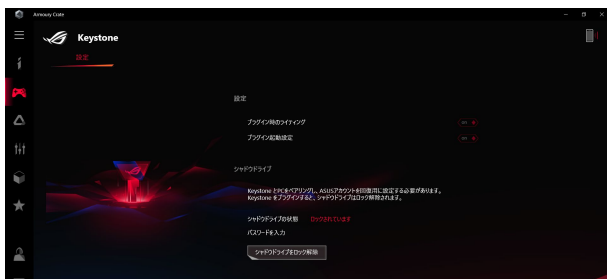 Armoury Crate
Keystone
設定
設定
プラグイン時のライティング
プラグイン起動設定
シャドウドライブ
Keystone とPCをペアリングし、ASUSアカウントを回復用に設定する必要があります。
Keystone をプラグインすると、シャドウドライブはロック解除されます。
シャドウドライブの状態 ロックされています
パスワードを入力
シャドウドライブをロック解除